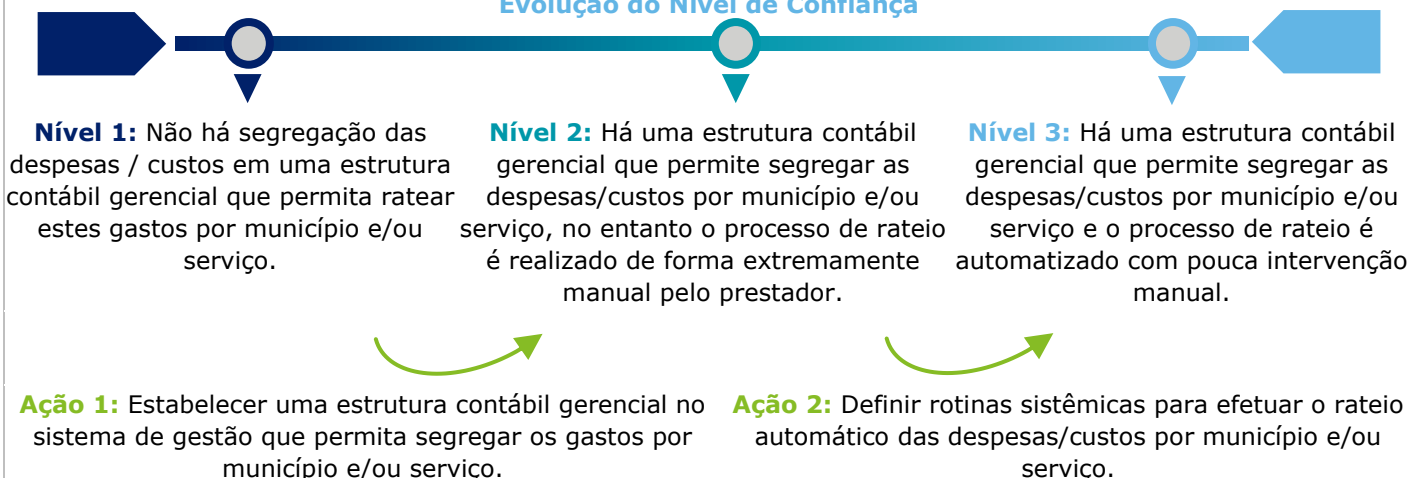 Evolução do Nível de Confiança
Nível 1: Não há segregação das
despesas / custos em uma estrutura
contábil gerencial que permita ratear
estes gastos por município e/ou
serviço.
Nível 2: Há uma estrutura contábil
gerencial que permite segregar as
despesas/custos por município e/ou
serviço, no entanto o processo de rateio
é realizado de forma extremamente
manual pelo prestador.
Nível 3: Há uma estrutura contábil
gerencial que permite segregar as
despesas/custos por município e/ou
serviço e o processo de rateio é
automatizado com pouca intervenção
manual.
Ação 1: Estabelecer uma estrutura contábil gerencial no
sistema de gestão que permita segregar os gastos por
município e/ou serviço.
Ação 2: Definir rotinas sistêmicas para efetuar o rateio
automático das despesas/custos por município e/ou
serviço.